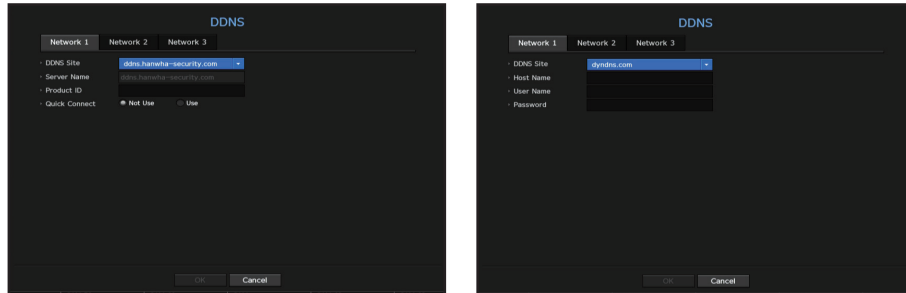 DDNS
Network 1 Network 2 Network 3
DDNS Site ddns.hanwha-security.com
Server Name ddns.hanwha-security.com
Product ID
Quick Connect Not Use Use
OK Cancel
DDNS
Network 1 Network 2 Network 3
DDNS Site dyndns.com
Host Name
User Name
Password
OK Cancel